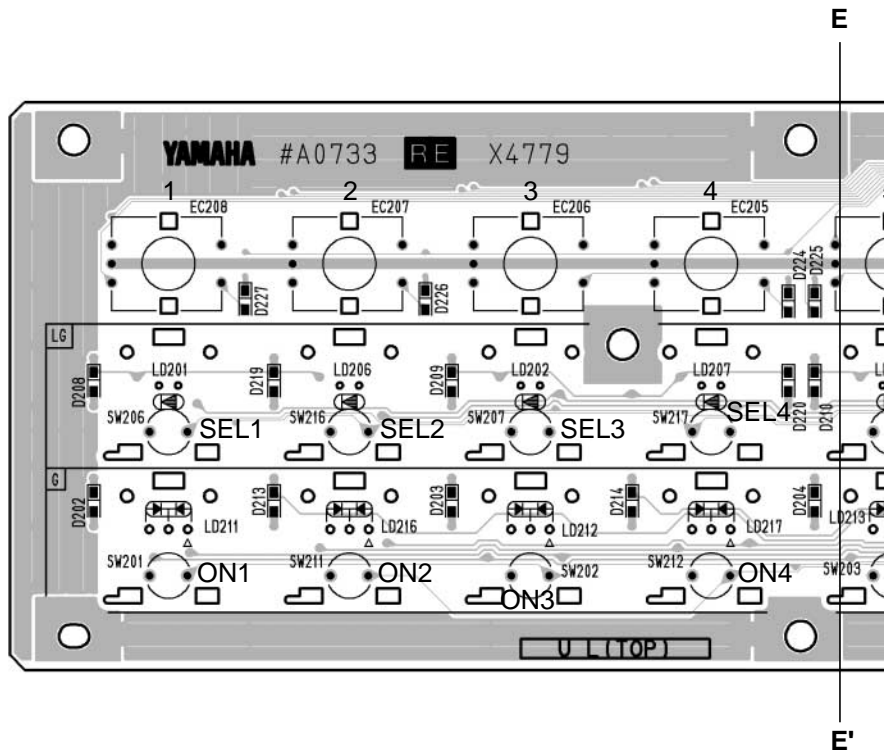 E
YAMAHA #A0733 RE X4779
1 2 3 4
EC208 EC207 EC206 EC205
D227 D226 D224 D225
LG
LD201 LD206 LD202 LD207
D208 D219 D209 D220 D210
SW206 SEL1 SW216 SEL2 SW207 SEL3 SW217 SEL4
G
D202 D213 D203 D214 D204
LD211 LD216 LD212 LD217 LD213
SW201 ON1 SW211 ON2 SW202 ON3 SW212 ON4 SW203
U L(TOP)
E'